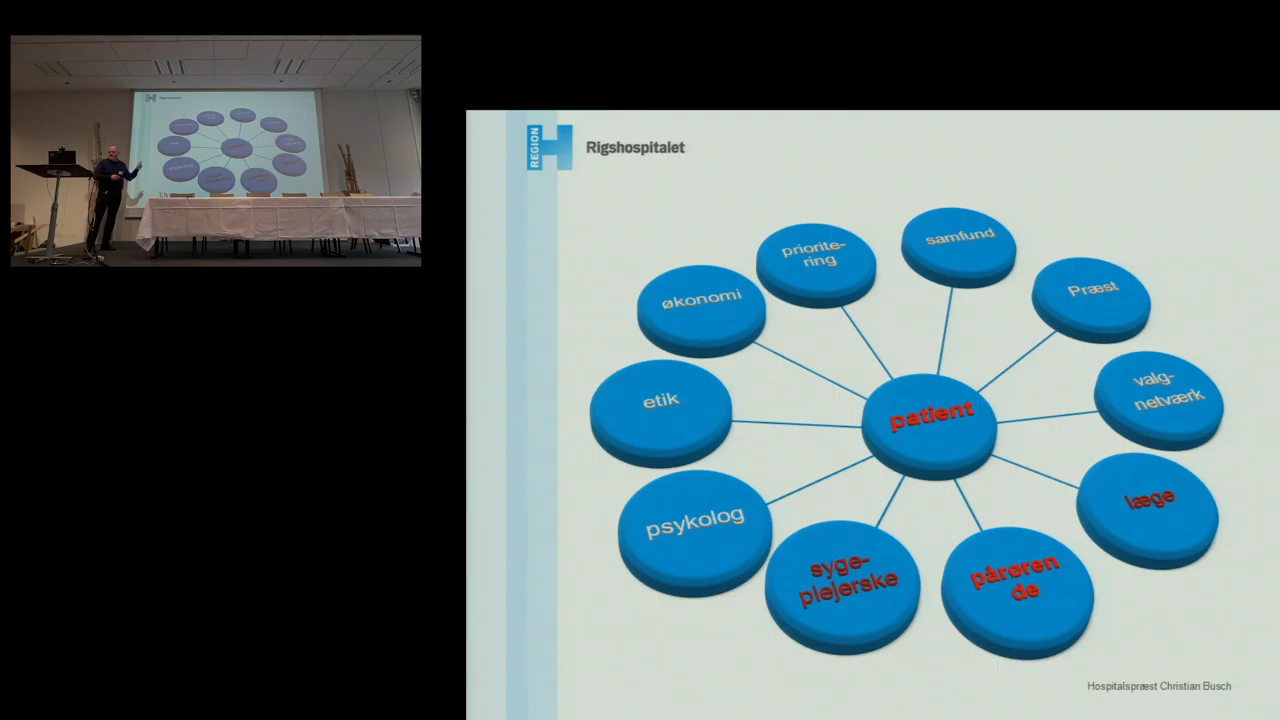 REGION
Rigshospitalet
samfund
priorite-
ring
Præst
økonomi
valg-
netværk
etik
patient
læge
psykolog
syge-
plejerske
pårøren
de
Hospitalspræst Christian Busch